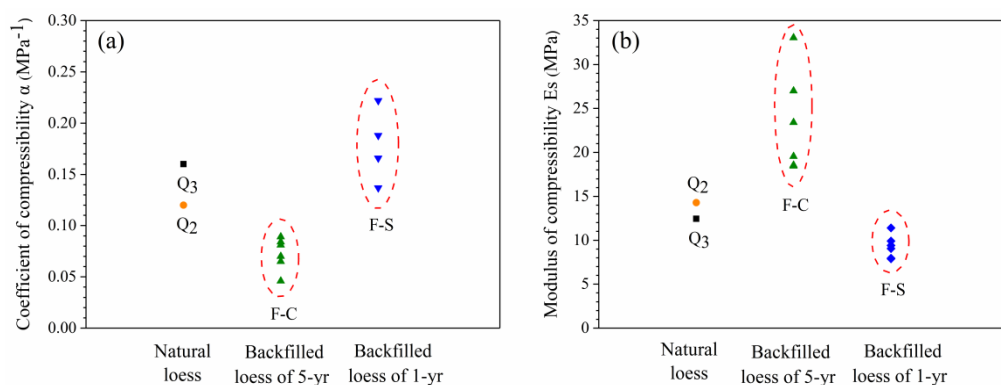 (a)
Coefficient of compressibility α (MPa⁻¹)
0.30
0.25
0.20
0.15
0.10
0.05
0.00
Q₃
Q₂
F-C
F-S
Natural
loess
Backfilled
loess of 5-yr
Backfilled
loess of 1-yr
(b)
Modulus of compressibility Es (MPa)
35
30
25
20
15
10
5
0
Q₂
Q₃
F-C
F-S
Natural
loess
Backfilled
loess of 5-yr
Backfilled
loess of 1-yr